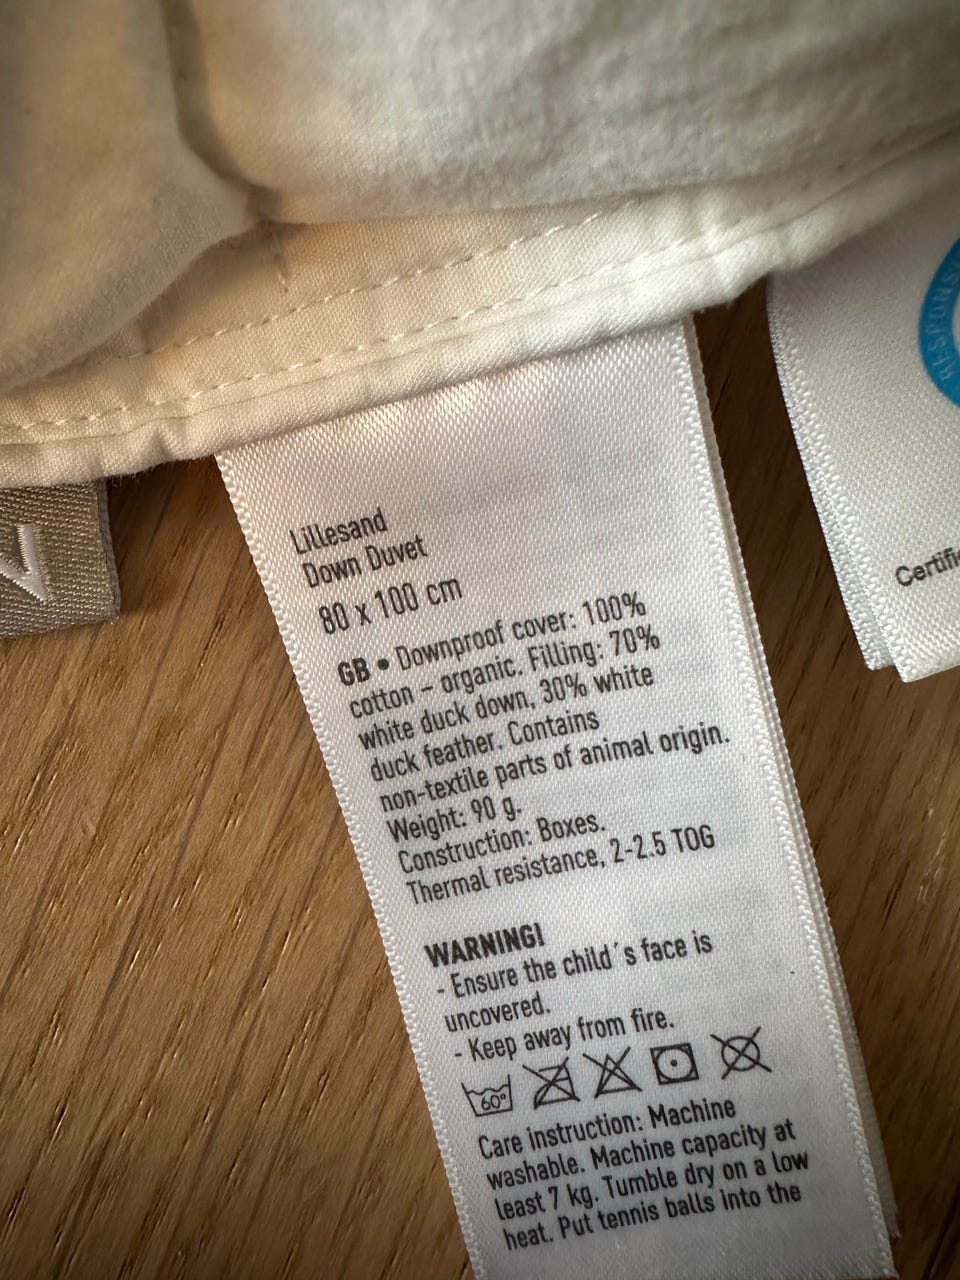 Lillesand
Down Duvet
80 x 100 cm
GB • Downproof cover: 100%
cotton – organic. Filling: 70%
white duck down, 30% white
duck feather. Contains
non-textile parts of animal origin.
Weight: 90 g.
Construction: Boxes.
Thermal resistance, 2-2.5 TOG
WARNING!
- Ensure the child´s face is
uncovered.
- Keep away from fire.
60°
Care instruction: Machine
washable. Machine capacity at
least 7 kg. Tumble dry on a low
heat. Put tennis balls into the